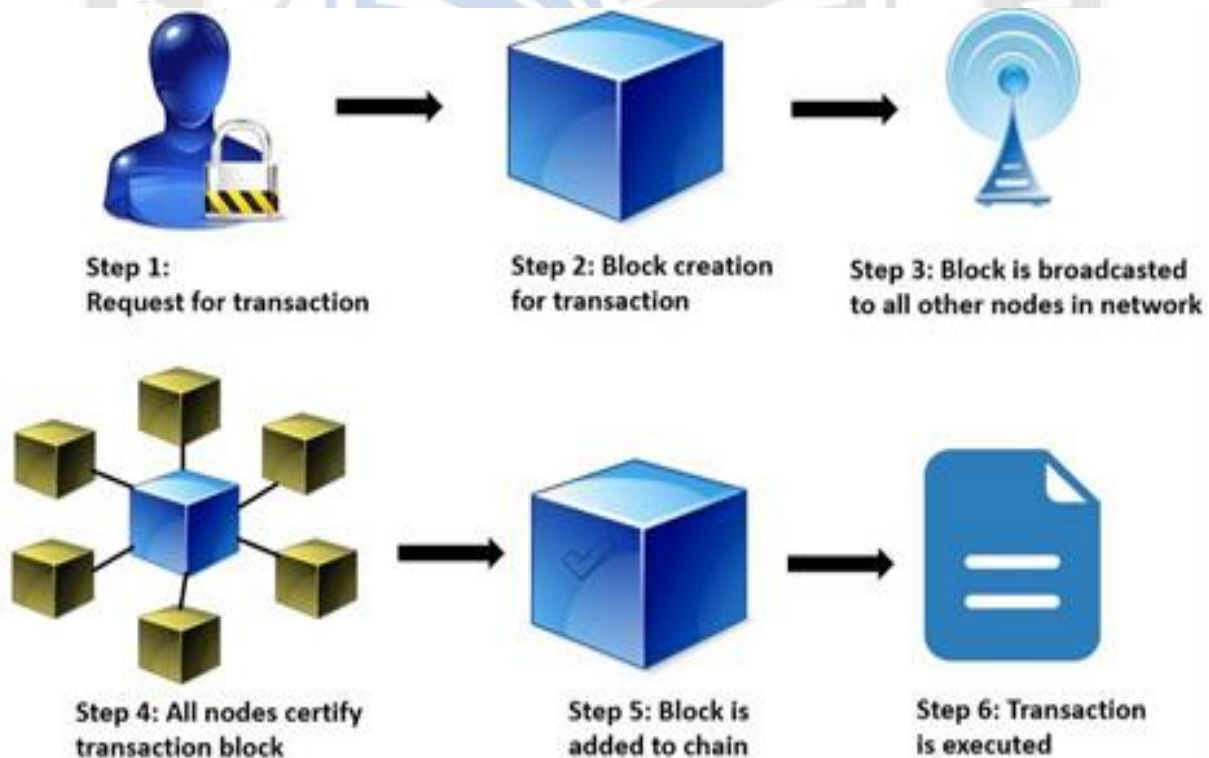 Step 1:
Request for transaction
Step 2: Block creation
for transaction
Step 3: Block is broadcasted
to all other nodes in network
Step 4: All nodes certify
transaction block
Step 5: Block is
added to chain
Step 6: Transaction
is executed